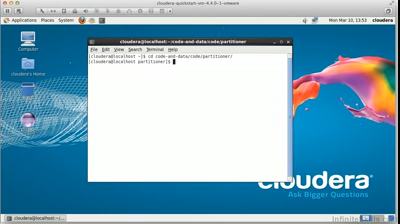 cloudera-quickstart-vm-4.4.0-1-vmware
Applications Places System
Mon Mar 10, 13:52 cloudera
Computer
cloudera's Home
cloudera@localhost:~/code-and-data/code/partitioner
File Edit View Search Terminal Help
[cloudera@localhost ~]$ cd code-and-data/code/partitioner/
[cloudera@localhost partitioner]$
cloudera
Ask Bigger Questions
cloudera@localhost:~/c...
Infinite